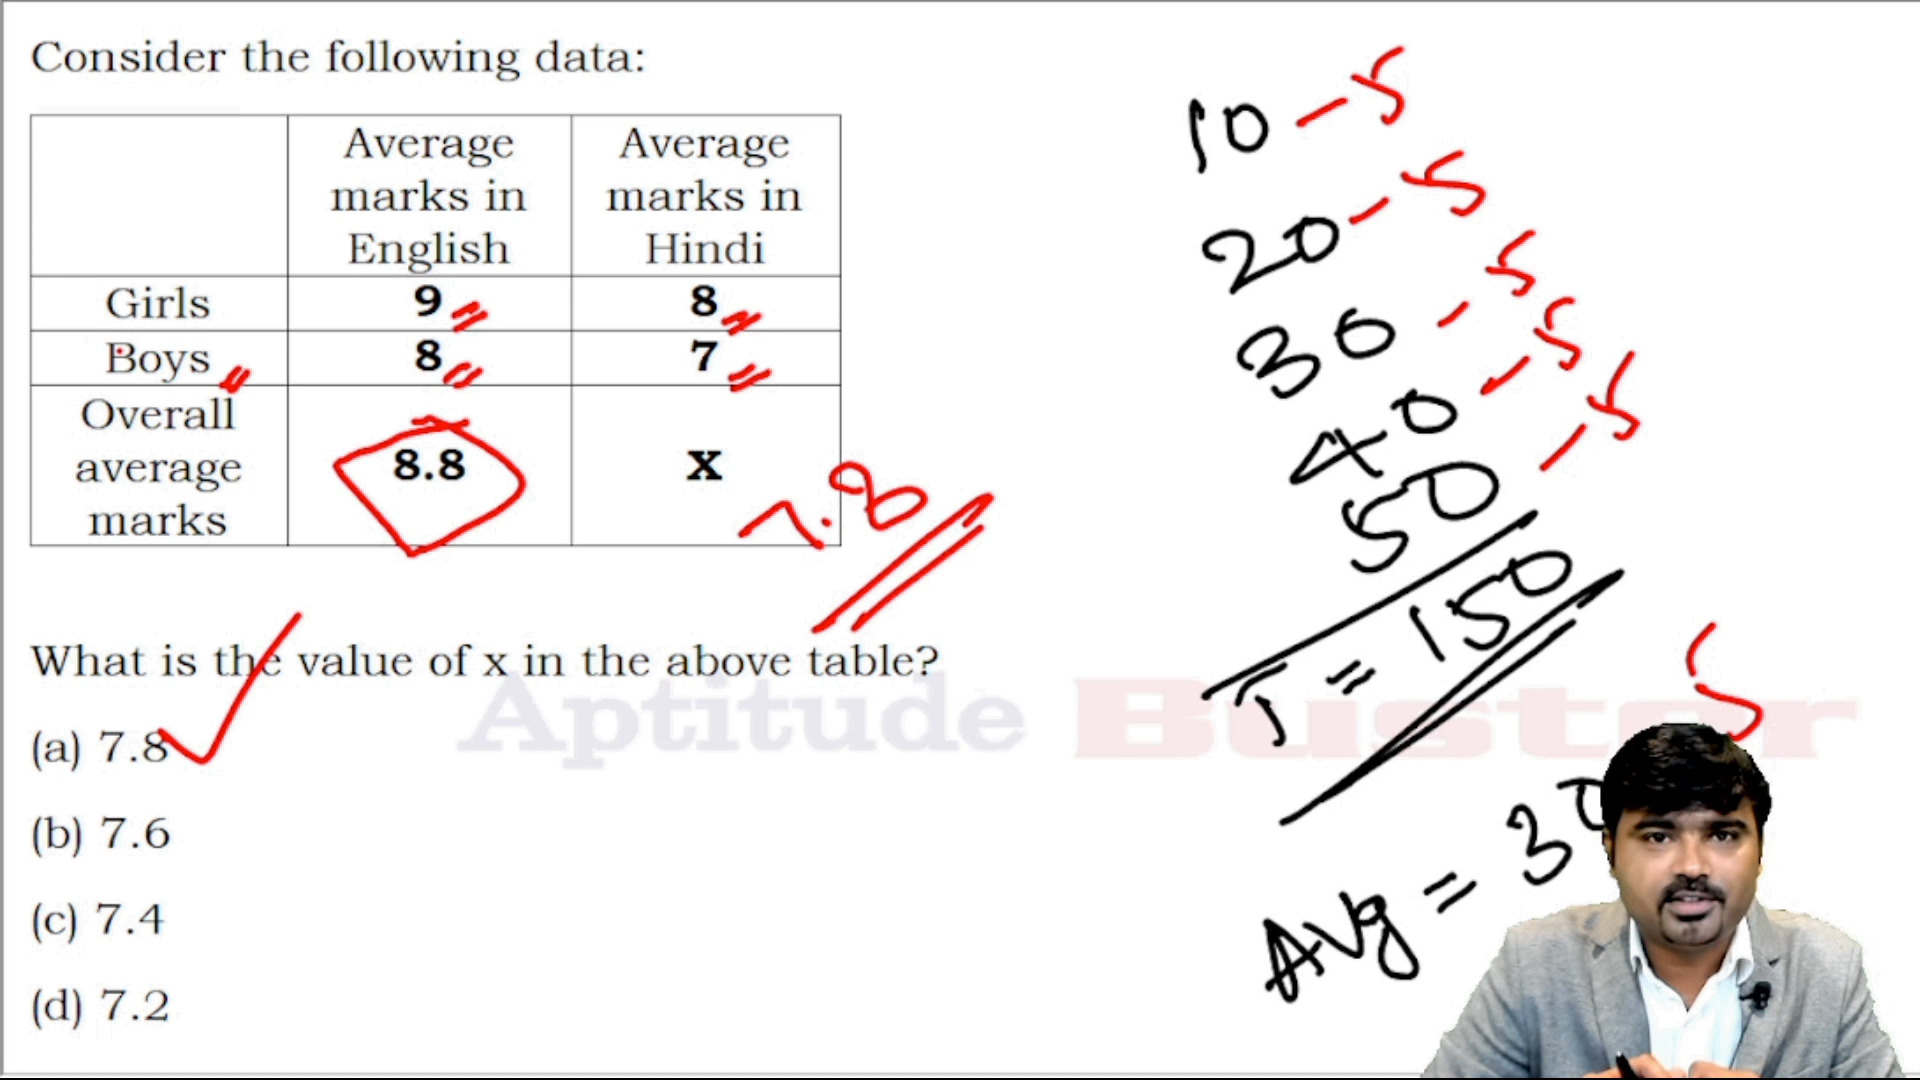 Consider the following data:
Average marks in English
Average marks in Hindi
Girls 9 8
Boys 8 7
Overall average marks 8.8 x
7.8
What is the value of x in the above table?
(a) 7.8
(b) 7.6
(c) 7.4
(d) 7.2
Aptitude Buster
10 - 5
20 - 5
30 - 5
40 - 5
50 - 5
T = 150
5
Avg = 30